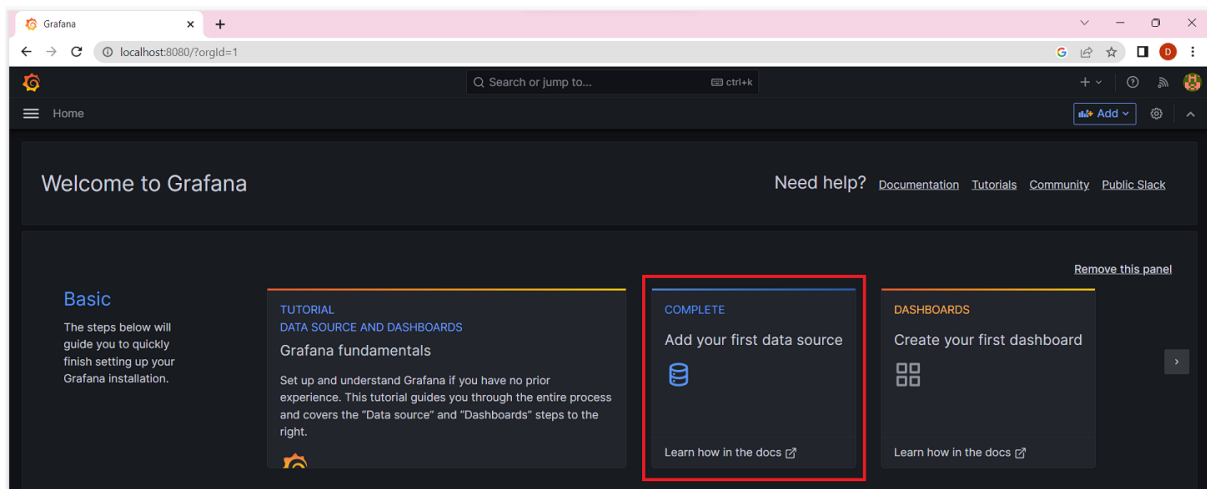 Grafana
localhost:8080/?orgId=1
G
D
Search or jump to...
ctrl+k
Home
Add
Welcome to Grafana
Need help?
Documentation
Tutorials
Community
Public Slack
Remove this panel
Basic
The steps below will
guide you to quickly
finish setting up your
Grafana installation.
TUTORIAL
DATA SOURCE AND DASHBOARDS
Grafana fundamentals
Set up and understand Grafana if you have no prior
experience. This tutorial guides you through the entire process
and covers the “Data source” and “Dashboards” steps to the
right.
COMPLETE
Add your first data source
Learn how in the docs
DASHBOARDS
Create your first dashboard
Learn how in the docs